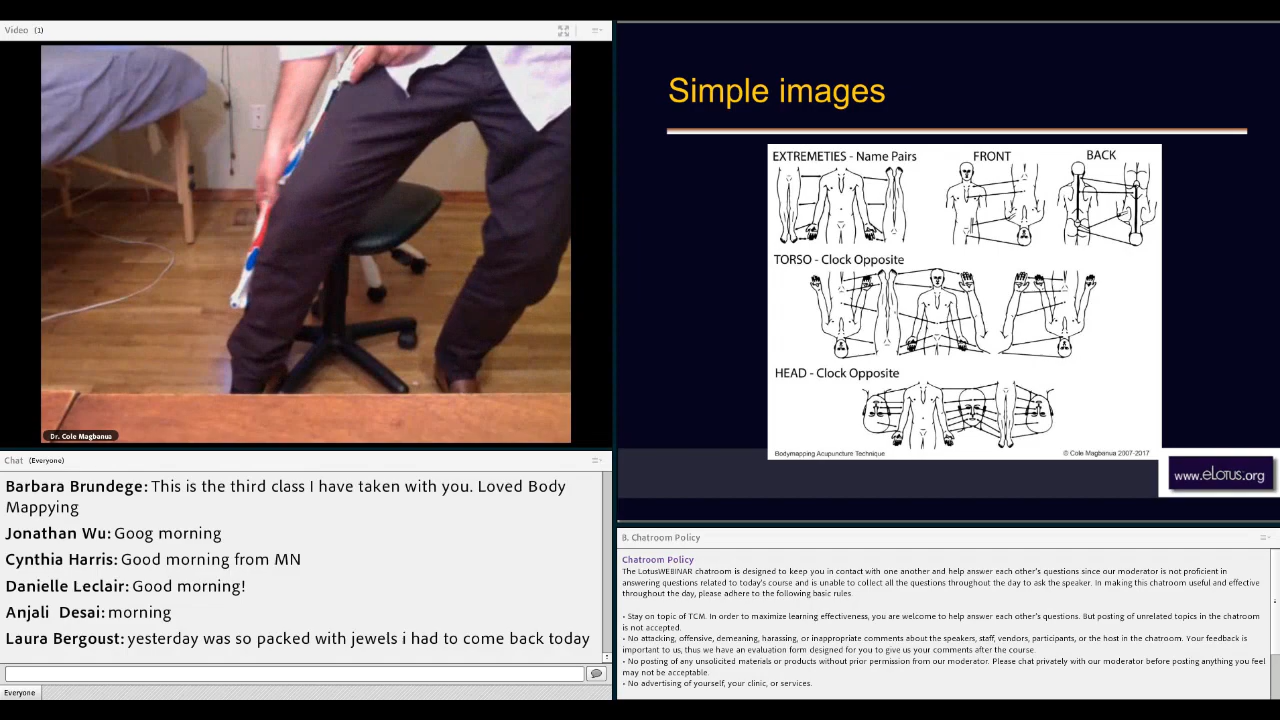 Video (1)
Dr. Cole Magbanua
Chat (Everyone)
Barbara Brundege: This is the third class I have taken with you. Loved Body
Mappying
Jonathan Wu: Goog morning
Cynthia Harris: Good morning from MN
Danielle Leclair: Good morning!
Anjali Desai: morning
Laura Bergoust: yesterday was so packed with jewels i had to come back today
Everyone
Simple images
EXTREMETIES - Name Pairs
FRONT
BACK
TORSO - Clock Opposite
HEAD - Clock Opposite
Bodymapping Acupuncture Technique
© Cole Magbanua 2007-2017
www.eLOTUS.org
B. Chatroom Policy
Chatroom Policy
The LotusWEBINAR chatroom is designed to keep you in contact with one another and help answer each other's questions since our moderator is not proficient in
answering questions related to today's course and is unable to collect all the questions throughout the day to ask the speaker. In making this chatroom useful and effective
throughout the day, please adhere to the following basic rules.
• Stay on topic of TCM. In order to maximize learning effectiveness, you are welcome to help answer each other's questions. But posting of unrelated topics in the chatroom
is not accepted.
• No attacking, offensive, demeaning, harassing, or inappropriate comments about the speakers, staff, vendors, participants, or the host in the chatroom. Your feedback is
important to us, thus we have an evaluation form designed for you to give us your comments after the course.
• No posting of any unsolicited materials or products without prior permission from our moderator. Please chat privately with our moderator before posting anything you feel
may not be acceptable.
• No advertising of yourself, your clinic, or services.